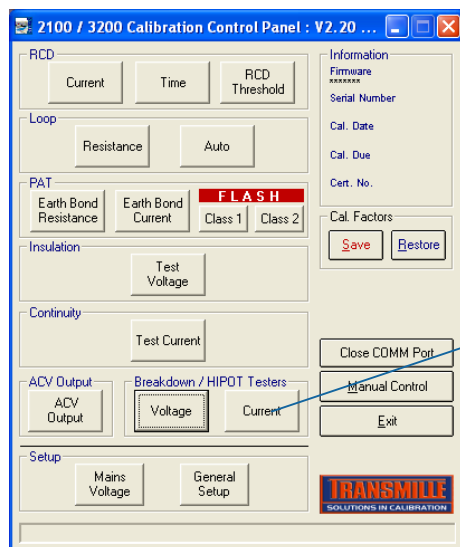 2100 / 3200 Calibration Control Panel : V2.20 ...
RCD
Current
Time
RCD
Threshold
Loop
Resistance
Auto
PAT
Earth Bond
Resistance
Earth Bond
Current
FLASH
Class 1
Class 2
Insulation
Test
Voltage
Continuity
Test Current
ACV Output
ACV
Output
Breakdown / HIPOT Testers
Voltage
Current
Setup
Mains
Voltage
General
Setup
Information
Firmware
*******
Serial Number
Cal. Date
Cal. Due
Cert. No.
Cal. Factors
Save
Restore
Close COMM Port
Manual Control
Exit
TRANSMILLE
SOLUTIONS IN CALIBRATION